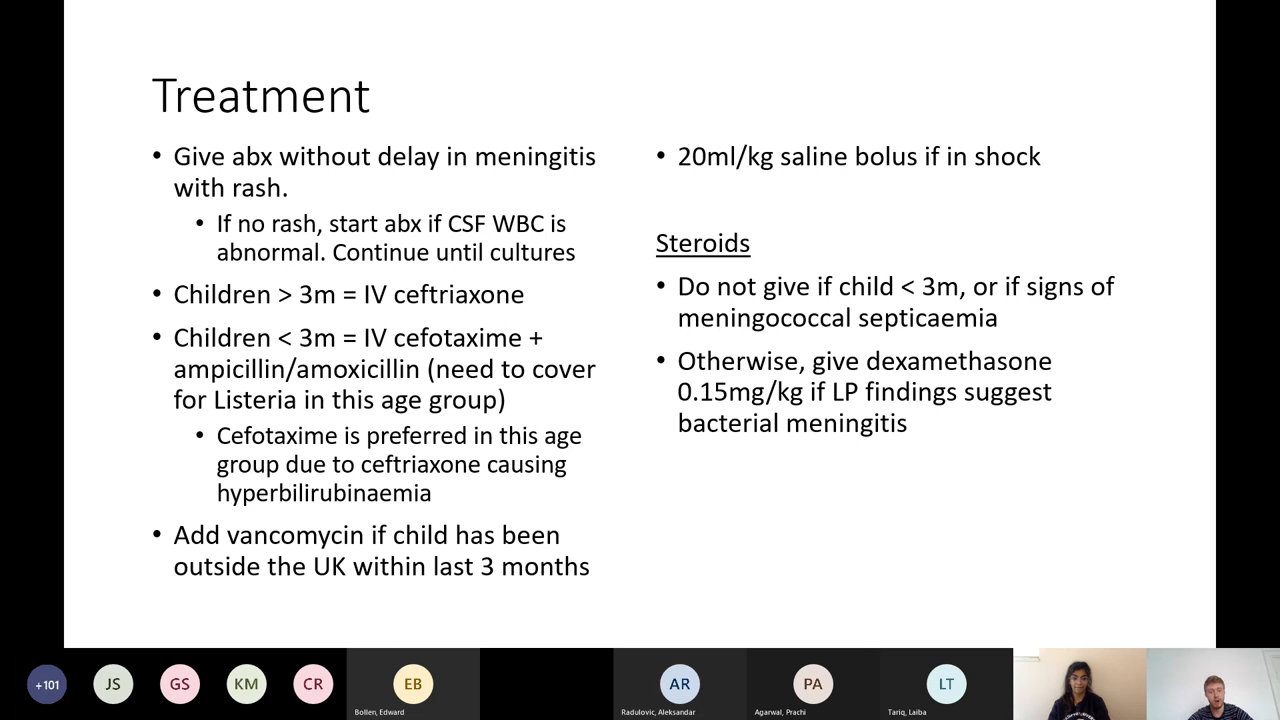 Treatment
• Give abx without delay in meningitis
with rash.
• If no rash, start abx if CSF WBC is
abnormal. Continue until cultures
• Children > 3m = IV ceftriaxone
• Children < 3m = IV cefotaxime +
ampicillin/amoxicillin (need to cover
for Listeria in this age group)
• Cefotaxime is preferred in this age
group due to ceftriaxone causing
hyperbilirubinaemia
• Add vancomycin if child has been
outside the UK within last 3 months
• 20ml/kg saline bolus if in shock
Steroids
• Do not give if child < 3m, or if signs of
meningococcal septicaemia
• Otherwise, give dexamethasone
0.15mg/kg if LP findings suggest
bacterial meningitis
+101
JS
GS
KM
CR
EB
Bollen, Edward
AR
Radulovic, Aleksandar
PA
Agarwal, Prachi
LT
Tariq, Laiba